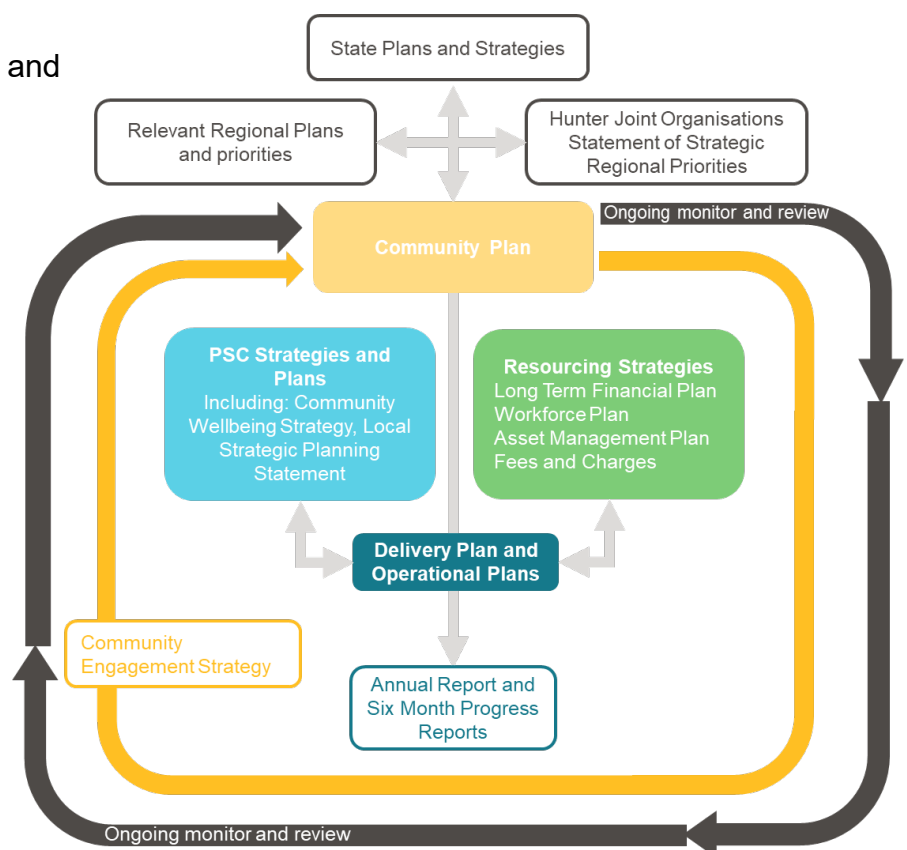 State Plans and Strategies
and
Relevant Regional Plans
and priorities
Hunter Joint Organisations
Statement of Strategic
Regional Priorities
Ongoing monitor and review
Community Plan
PSC Strategies and
Plans
Including: Community
Wellbeing Strategy, Local
Strategic Planning
Statement
Resourcing Strategies
Long Term Financial Plan
Workforce Plan
Asset Management Plan
Fees and Charges
Delivery Plan and
Operational Plans
Community
Engagement Strategy
Annual Report and
Six Month Progress
Reports
Ongoing monitor and review